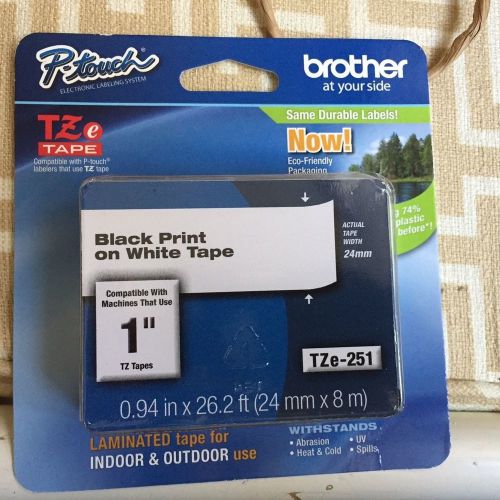 P-touch
ELECTRONIC LABELING SYSTEM
brother
at your side
TZe
TAPE
Compatible with P-touch®
labelers that use TZ tape
Same Durable Labels!
Now!
Eco-Friendly
Packaging
g 74%
plastic
before*!
Black Print
on White Tape
ACTUAL
TAPE
WIDTH
24mm
Compatible With
Machines That Use
1"
TZ Tapes
TZe-251
0.94 in x 26.2 ft (24 mm x 8 m)
LAMINATED tape for
INDOOR & OUTDOOR use
WITHSTANDS
• Abrasion • UV
• Heat & Cold • Spills